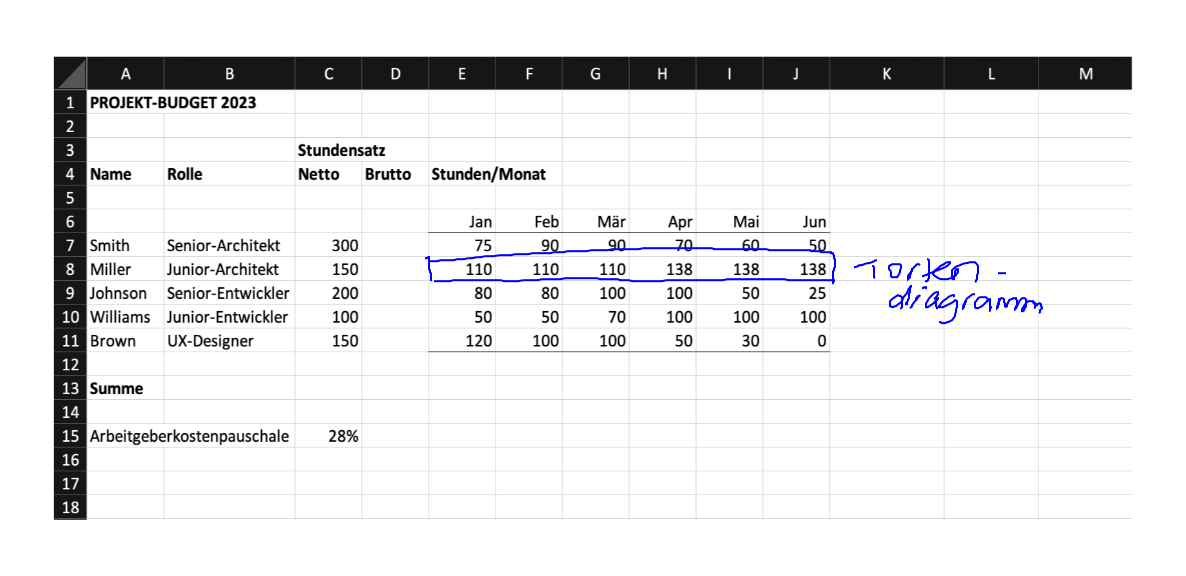 A B C D E F G H I J K L M
1 PROJEKT-BUDGET 2023
2
3 Stundensatz
4 Name Rolle Netto Brutto Stunden/Monat
5
6 Jan Feb Mär Apr Mai Jun
7 Smith Senior-Architekt 300 75 90 90 70 60 50
8 Miller Junior-Architekt 150 110 110 110 138 138 138 Torten-
9 Johnson Senior-Entwickler 200 80 80 100 100 50 25 diagramm
10 Williams Junior-Entwickler 100 50 50 70 100 100 100
11 Brown UX-Designer 150 120 100 100 50 30 0
12
13 Summe
14
15 Arbeitgeberkostenpauschale 28%
16
17
18